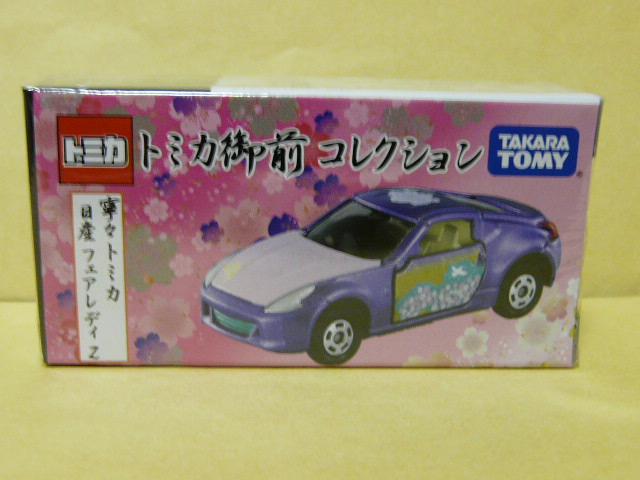 トミカ
トミカ御前 コレクション
TAKARA
TOMY
寧々トミカ
日産 フェアレディ Z